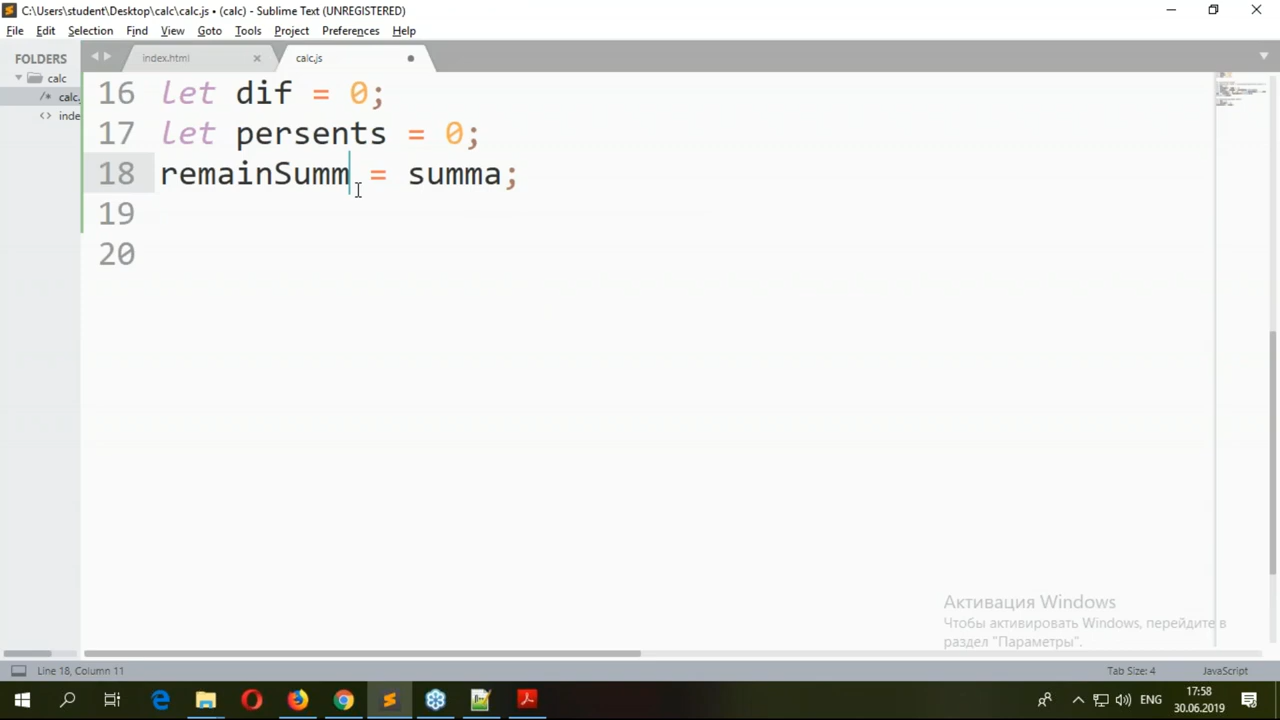 C:\Users\student\Desktop\calc\calc.js • (calc) - Sublime Text (UNREGISTERED)
File Edit Selection Find View Goto Tools Project Preferences Help
FOLDERS
calc
/* calc.
<> inde
index.html
calc.js
16 let dif = 0;
17 let persents = 0;
18 remainSumm = summa;
19
20
Активация Windows
Чтобы активировать Windows, перейдите в
раздел "Параметры".
Line 18, Column 11
Tab Size: 4
JavaScript
ENG
17:58
30.06.2019